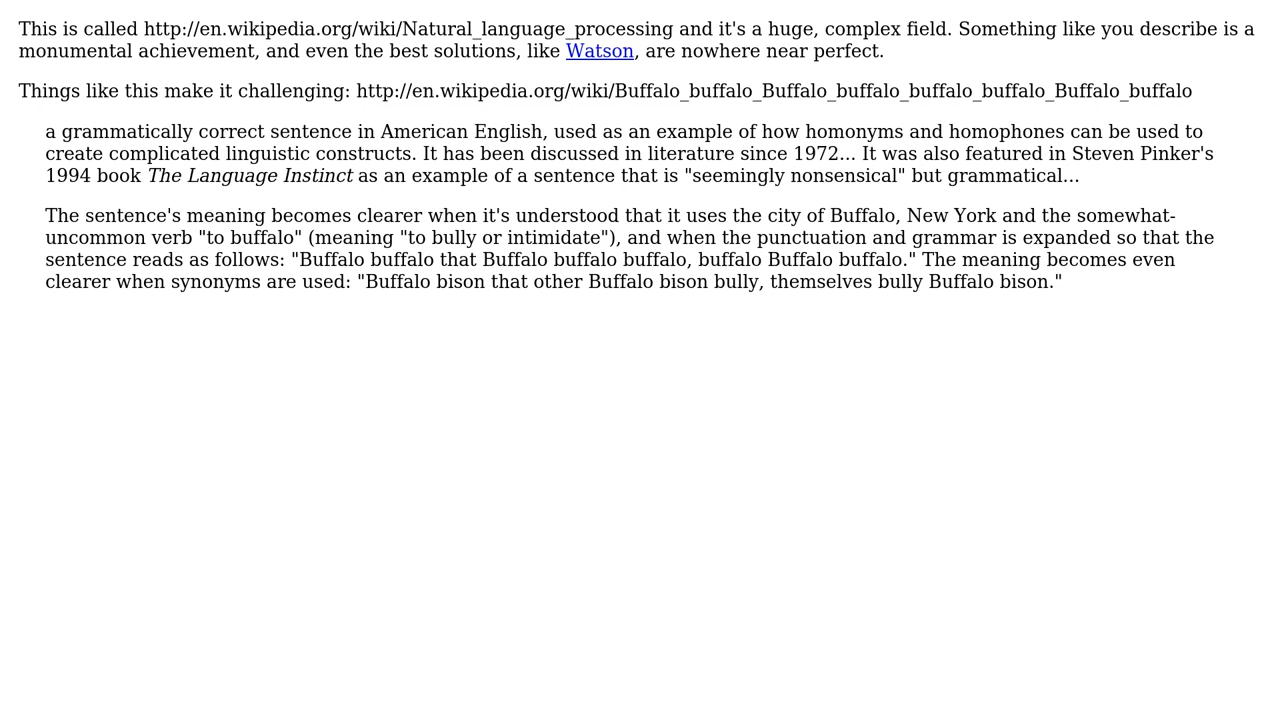 This is called http://en.wikipedia.org/wiki/Natural_language_processing and it's a huge, complex field. Something like you describe is a
monumental achievement, and even the best solutions, like Watson, are nowhere near perfect.
Things like this make it challenging: http://en.wikipedia.org/wiki/Buffalo_buffalo_Buffalo_buffalo_buffalo_buffalo_Buffalo_buffalo
a grammatically correct sentence in American English, used as an example of how homonyms and homophones can be used to
create complicated linguistic constructs. It has been discussed in literature since 1972... It was also featured in Steven Pinker's
1994 book The Language Instinct as an example of a sentence that is "seemingly nonsensical" but grammatical...
The sentence's meaning becomes clearer when it's understood that it uses the city of Buffalo, New York and the somewhat-
uncommon verb "to buffalo" (meaning "to bully or intimidate"), and when the punctuation and grammar is expanded so that the
sentence reads as follows: "Buffalo buffalo that Buffalo buffalo buffalo, buffalo Buffalo buffalo." The meaning becomes even
clearer when synonyms are used: "Buffalo bison that other Buffalo bison bully, themselves bully Buffalo bison."